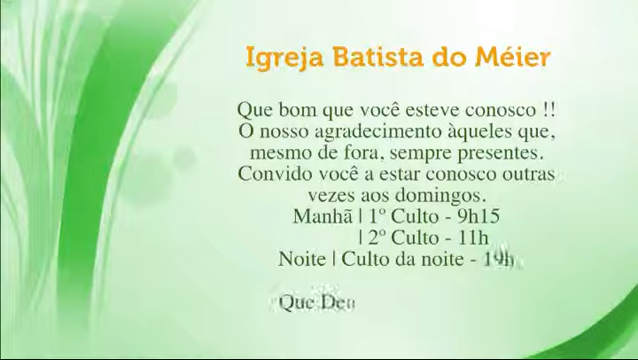 Igreja Batista do Méier
Que bom que você esteve conosco !!
O nosso agradecimento àqueles que,
mesmo de fora, sempre presentes.
Convido você a estar conosco outras
vezes aos domingos.
Manhã | 1º Culto - 9h15
| 2º Culto - 11h
Noite | Culto da noite - 19h
Que Deu